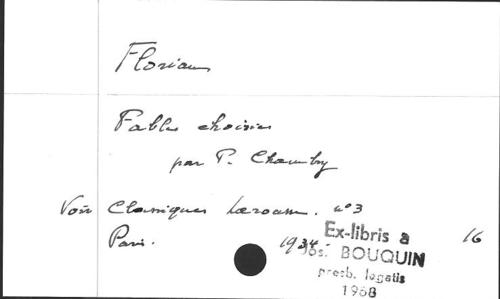 Florian
Fables choisies
par P. Chambry
Voir Classiques Larousse. n° 3
Paris. 1934. 16
Ex-libris a
Jos. BOUQUIN
presb. legatis
1968